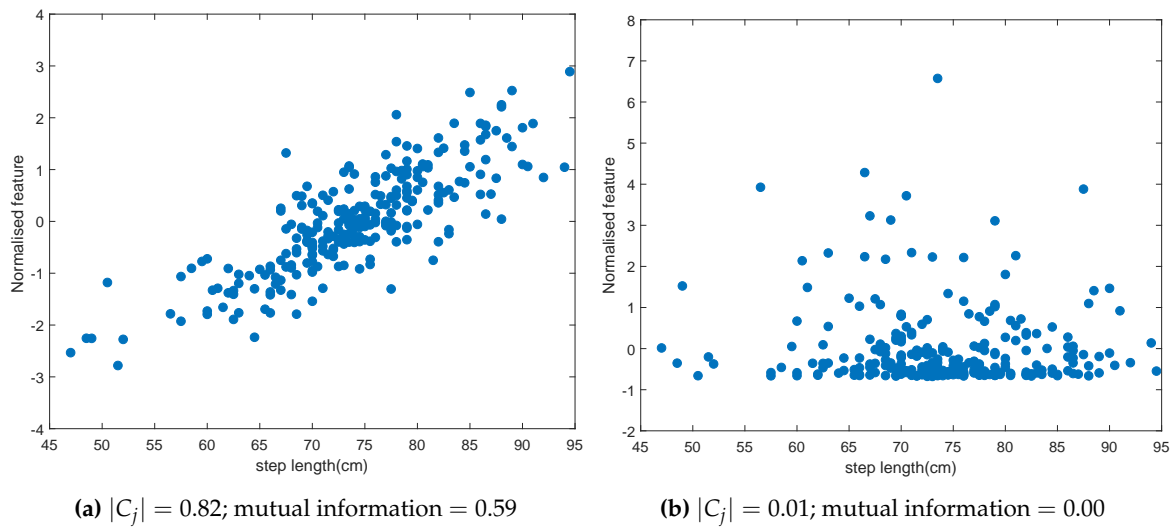 4
3
2
1
0
-1
-2
-3
-4
Normalised feature
45 50 55 60 65 70 75 80 85 90 95
step length(cm)
(a) |C_j| = 0.82; mutual information = 0.59
8
7
6
5
4
3
2
1
0
-1
-2
Normalised feature
45 50 55 60 65 70 75 80 85 90 95
step length(cm)
(b) |C_j| = 0.01; mutual information = 0.00